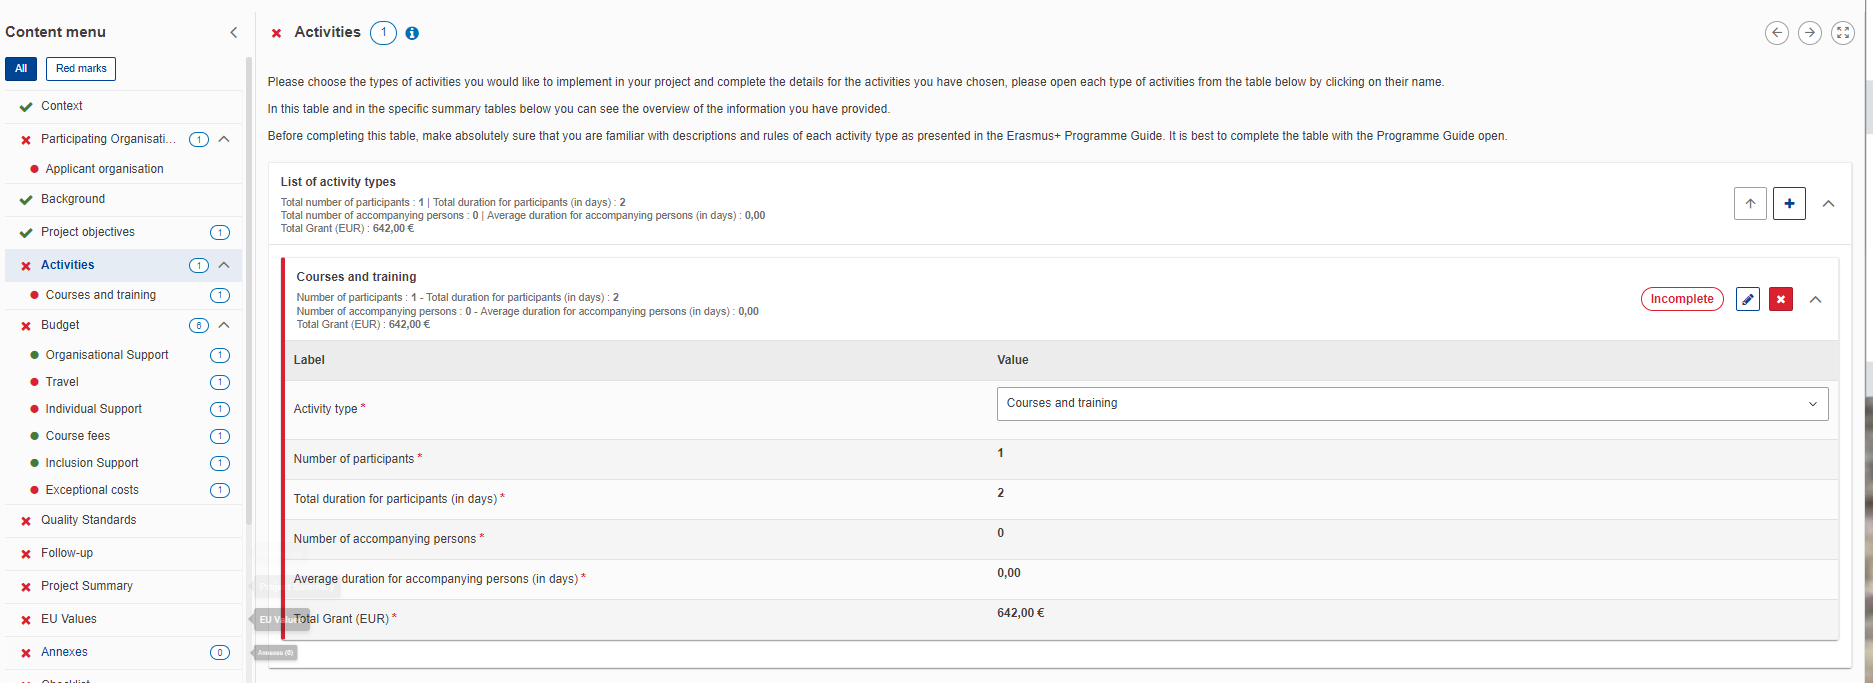 Content menu
All
Red marks
Context
Participating Organisati... 1
Applicant organisation
Background
Project objectives 1
Activities 1
Courses and training 1
Budget 6
Organisational Support 1
Travel 1
Individual Support 1
Course fees 1
Inclusion Support 1
Exceptional costs 1
Quality Standards
Follow-up
Project Summary
EU Values
Annexes 0
Activities 1
Please choose the types of activities you would like to implement in your project and complete the details for the activities you have chosen, please open each type of activities from the table below by clicking on their name.
In this table and in the specific summary tables below you can see the overview of the information you have provided.
Before completing this table, make absolutely sure that you are familiar with descriptions and rules of each activity type as presented in the Erasmus+ Programme Guide. It is best to complete the table with the Programme Guide open.
List of activity types
Total number of participants : 1 | Total duration for participants (in days) : 2
Total number of accompanying persons : 0 | Average duration for accompanying persons (in days) : 0,00
Total Grant (EUR) : 642,00 €
Courses and training
Number of participants : 1 - Total duration for participants (in days) : 2
Number of accompanying persons : 0 - Average duration for accompanying persons (in days) : 0,00
Total Grant (EUR) : 642,00 €
Incomplete
Label Value
Activity type * Courses and training
Number of participants * 1
Total duration for participants (in days) * 2
Number of accompanying persons * 0
Average duration for accompanying persons (in days) * 0,00
Total Grant (EUR) * 642,00 €
Annexes (0)